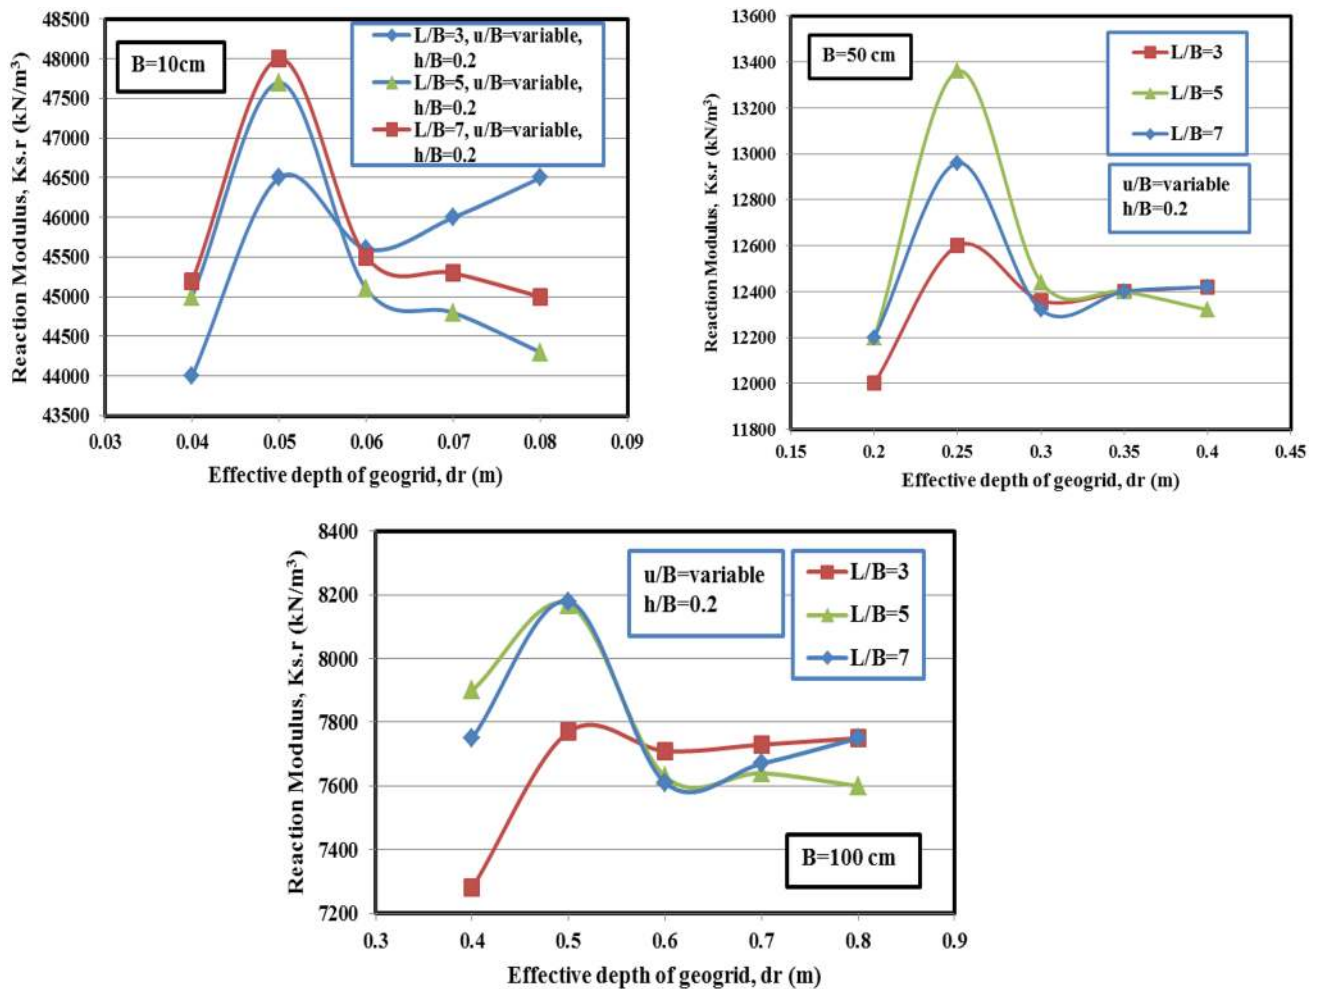 48500
48000
47500
47000
46500
46000
45500
45000
44500
44000
43500
Reaction Modulus, Ks.r (kN/m³)
B=10cm
L/B=3, u/B=variable,
h/B=0.2
L/B=5, u/B=variable,
h/B=0.2
L/B=7, u/B=variable,
h/B=0.2
0.03 0.04 0.05 0.06 0.07 0.08 0.09
Effective depth of geogrid, dr (m)
13600
13400
13200
13000
12800
12600
12400
12200
12000
11800
Reaction Modulus, Ks.r (kN/m³)
B=50 cm
L/B=3
L/B=5
L/B=7
u/B=variable
h/B=0.2
0.15 0.2 0.25 0.3 0.35 0.4 0.45
Effective depth of geogrid, dr (m)
8400
8200
8000
7800
7600
7400
7200
Reaction Modulus, Ks.r (kN/m³)
u/B=variable
h/B=0.2
L/B=3
L/B=5
L/B=7
B=100 cm
0.3 0.4 0.5 0.6 0.7 0.8 0.9
Effective depth of geogrid, dr (m)